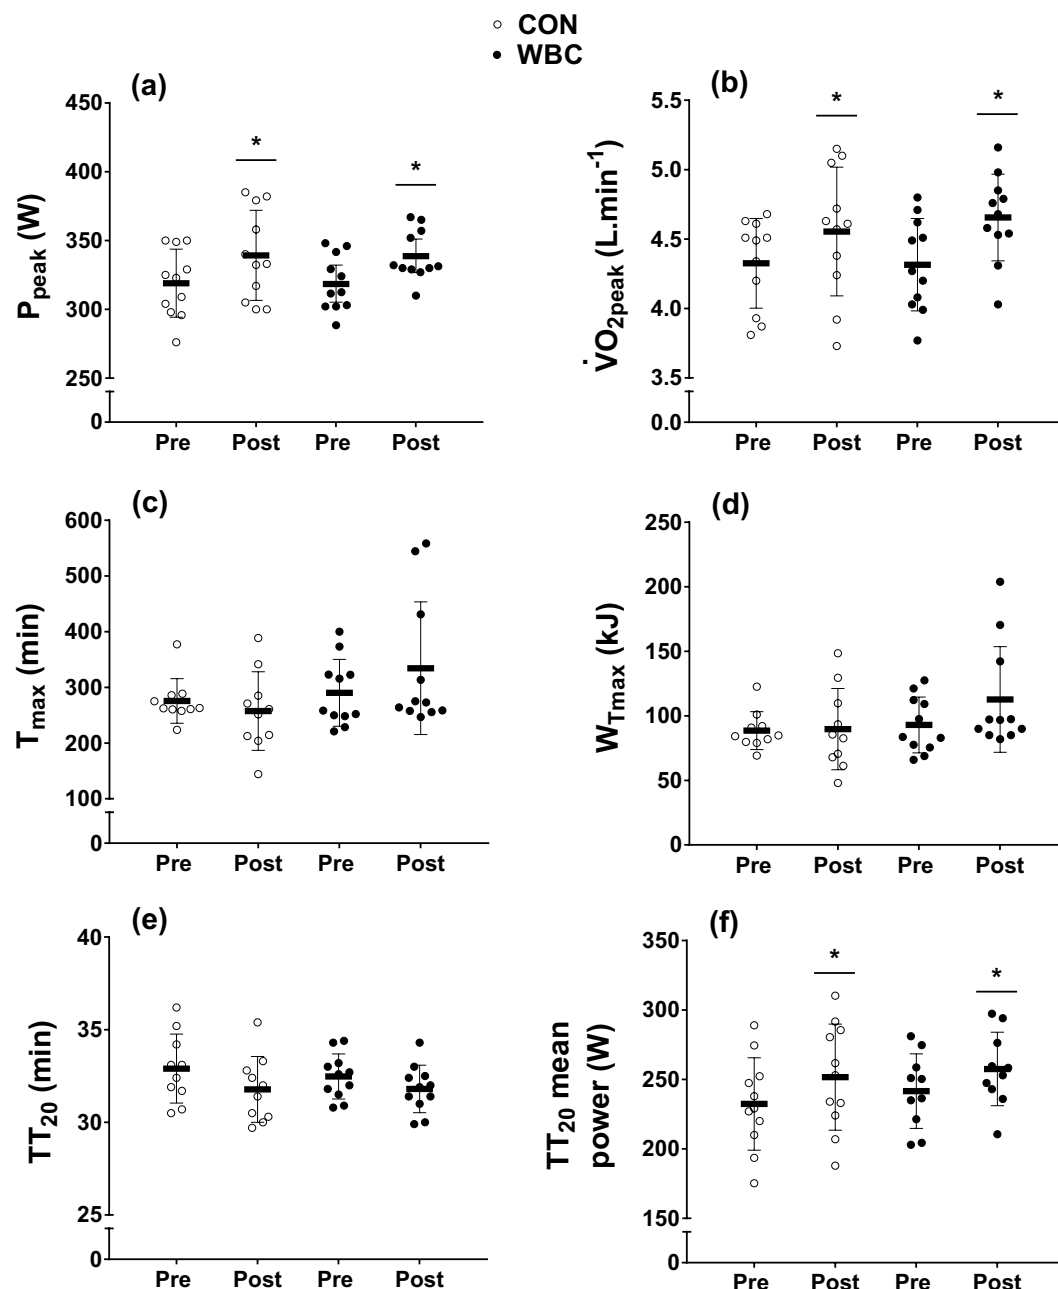 ○ CON
● WBC
(a)
P peak (W)
450
400
350
300
250
0
*
*
Pre Post Pre Post
(b)
V̇O2peak (L.min-1)
5.5
5.0
4.5
4.0
3.5
0.0
*
*
Pre Post Pre Post
(c)
Tmax (min)
600
500
400
300
200
100
0
Pre Post Pre Post
(d)
WTmax (kJ)
250
200
150
100
50
0
Pre Post Pre Post
(e)
TT20 (min)
40
35
30
25
0
Pre Post Pre Post
(f)
TT20 mean
power (W)
350
300
250
200
150
0
*
*
Pre Post Pre Post